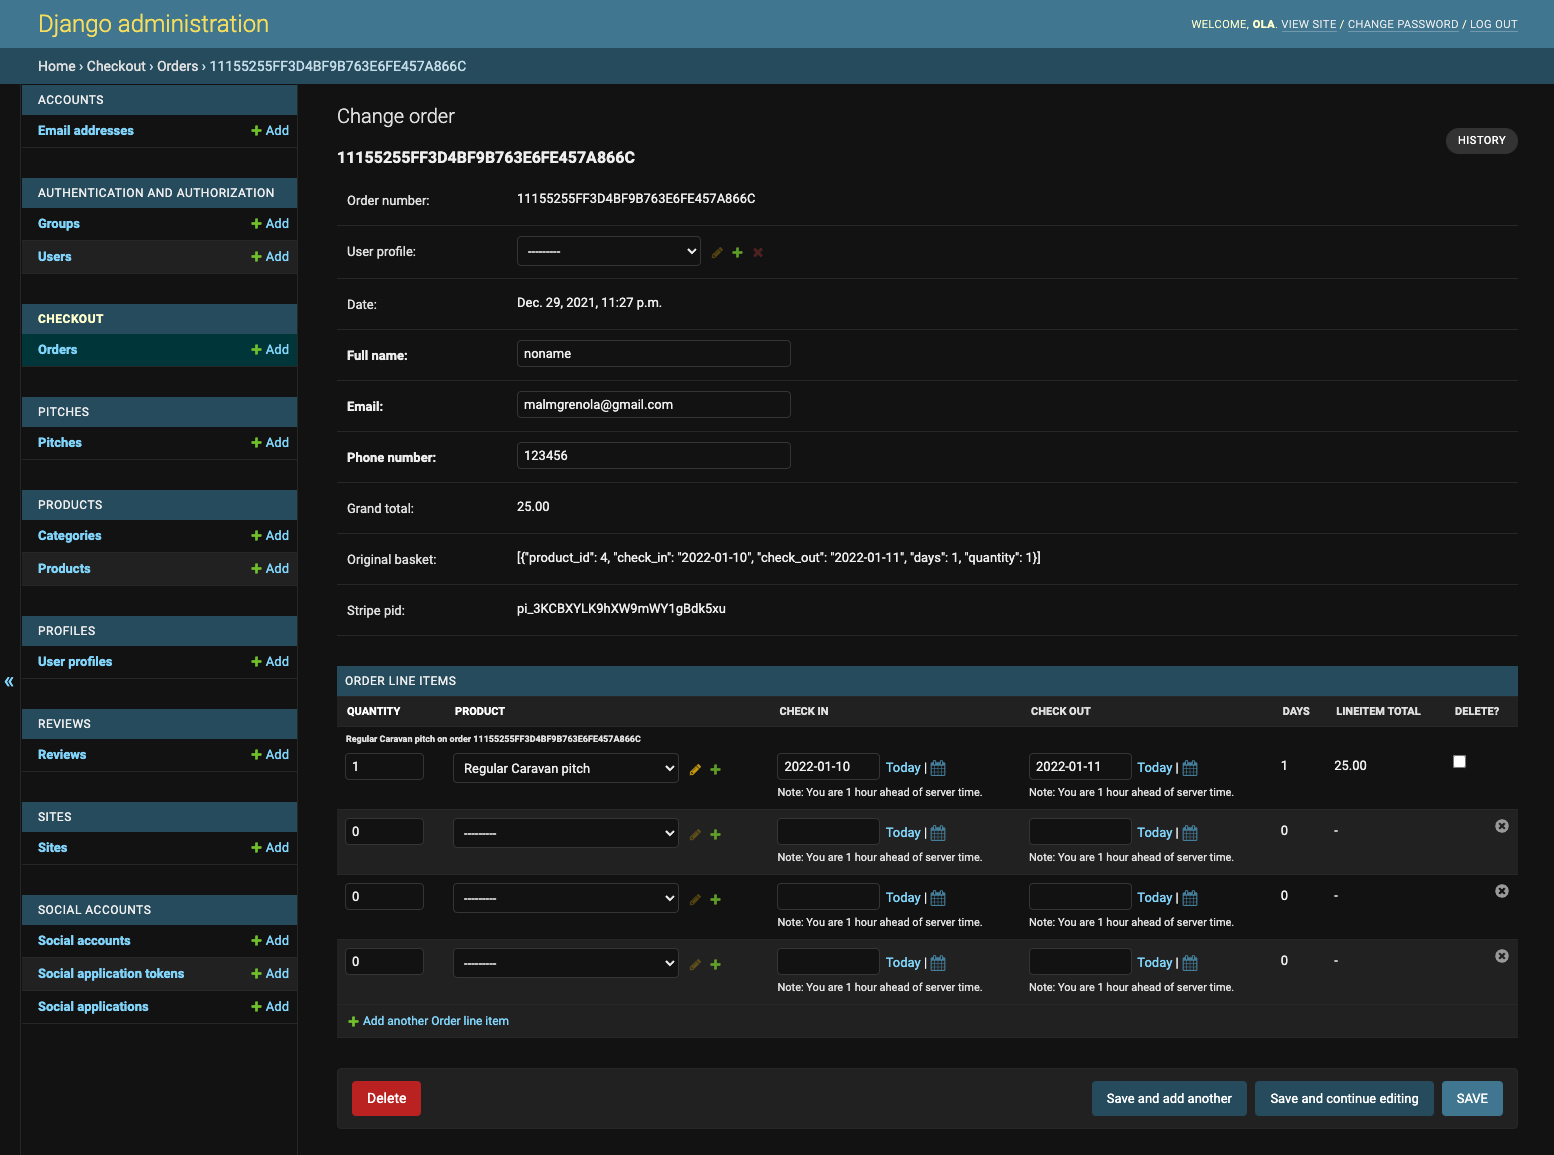 Django administration
WELCOME, OLA. VIEW SITE / CHANGE PASSWORD / LOG OUT
Home › Checkout › Orders › 11155255FF3D4BF9B763E6FE457A866C
ACCOUNTS
Email addresses Add
AUTHENTICATION AND AUTHORIZATION
Groups Add
Users Add
CHECKOUT
Orders Add
PITCHES
Pitches Add
PRODUCTS
Categories Add
Products Add
PROFILES
User profiles Add
REVIEWS
Reviews Add
SITES
Sites Add
SOCIAL ACCOUNTS
Social accounts Add
Social application tokens Add
Social applications Add
«
Change order
HISTORY
11155255FF3D4BF9B763E6FE457A866C
Order number: 11155255FF3D4BF9B763E6FE457A866C
User profile: ---------
Date: Dec. 29, 2021, 11:27 p.m.
Full name: noname
Email: malmgrenola@gmail.com
Phone number: 123456
Grand total: 25.00
Original basket: [{"product_id": 4, "check_in": "2022-01-10", "check_out": "2022-01-11", "days": 1, "quantity": 1}]
Stripe pid: pi_3KCBXYLK9hXW9mWY1gBdk5xu
ORDER LINE ITEMS
QUANTITY PRODUCT CHECK IN CHECK OUT DAYS LINEITEM TOTAL DELETE?
Regular Caravan pitch on order 11155255FF3D4BF9B763E6FE457A866C
1 Regular Caravan pitch 2022-01-10 Today | 2022-01-11 Today | 1 25.00
Note: You are 1 hour ahead of server time. Note: You are 1 hour ahead of server time.
0 --------- Today | Today | 0 -
Note: You are 1 hour ahead of server time. Note: You are 1 hour ahead of server time.
0 --------- Today | Today | 0 -
Note: You are 1 hour ahead of server time. Note: You are 1 hour ahead of server time.
0 --------- Today | Today | 0 -
Note: You are 1 hour ahead of server time. Note: You are 1 hour ahead of server time.
Add another Order line item
Delete Save and add another Save and continue editing SAVE